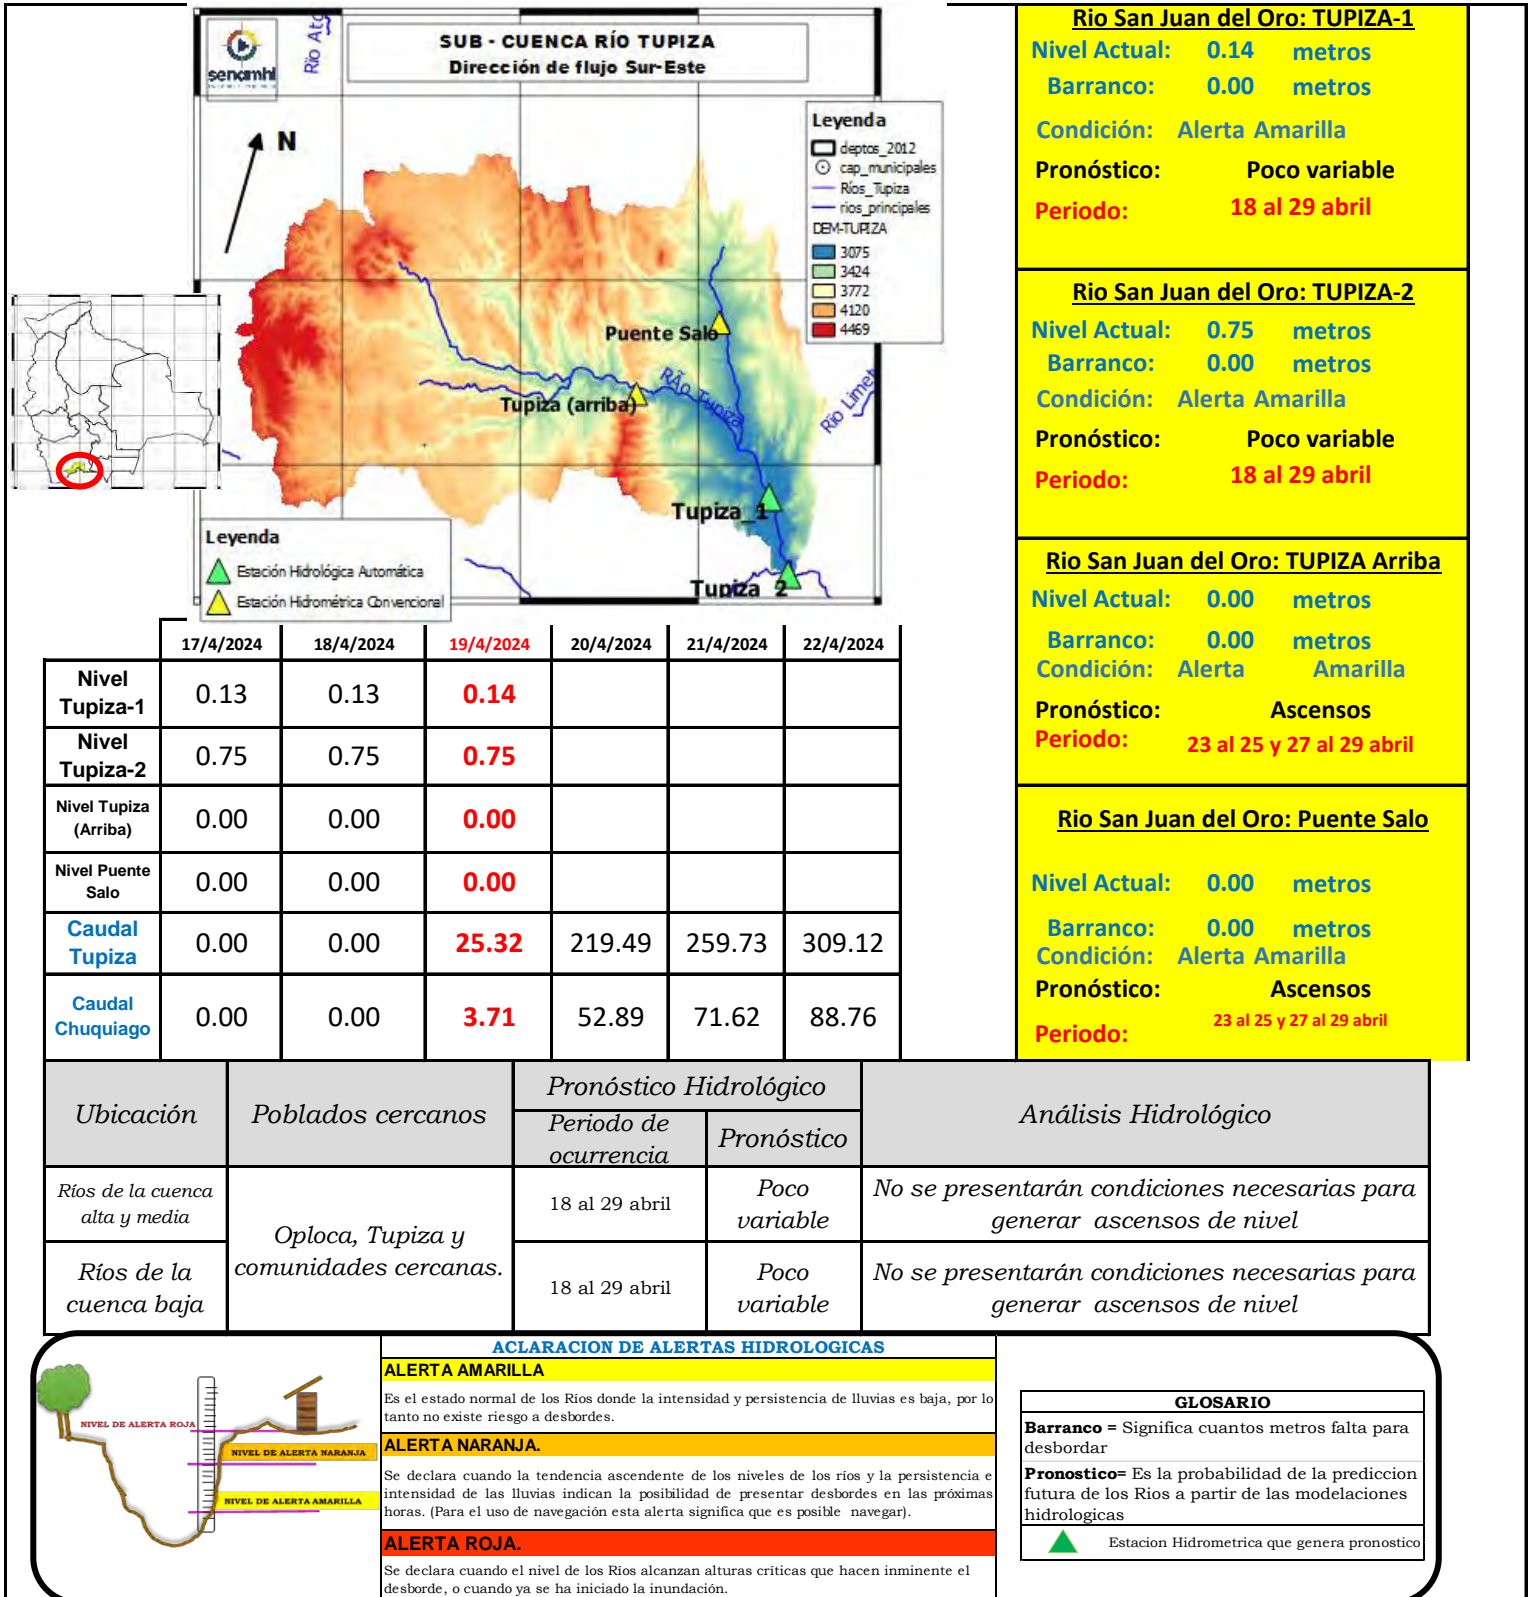 senamhi
Río Ato
SUB - CUENCA RÍO TUPIZA
Dirección de flujo Sur-Este
N
Leyenda
deptos_2012
cap_municipales
Ríos_Tupiza
rios_principales
DEM-TUPIZA
3075
3424
3772
4120
4469
Puente Salo
RÃo Tupiza
Tupiza (arriba)
Río Limet
Tupiza_1
Tupiza_2
Leyenda
Estación Hidrológica Automática
Estación Hidrométrica Convencional
Rio San Juan del Oro: TUPIZA-1
Nivel Actual: 0.14 metros
Barranco: 0.00 metros
Condición: Alerta Amarilla
Pronóstico: Poco variable
Periodo: 18 al 29 abril
Rio San Juan del Oro: TUPIZA-2
Nivel Actual: 0.75 metros
Barranco: 0.00 metros
Condición: Alerta Amarilla
Pronóstico: Poco variable
Periodo: 18 al 29 abril
Rio San Juan del Oro: TUPIZA Arriba
Nivel Actual: 0.00 metros
Barranco: 0.00 metros
Condición: Alerta Amarilla
Pronóstico: Ascensos
Periodo: 23 al 25 y 27 al 29 abril
Rio San Juan del Oro: Puente Salo
Nivel Actual: 0.00 metros
Barranco: 0.00 metros
Condición: Alerta Amarilla
Pronóstico: Ascensos
Periodo: 23 al 25 y 27 al 29 abril
17/4/2024 18/4/2024 19/4/2024 20/4/2024 21/4/2024 22/4/2024
Nivel
Tupiza-1
0.13 0.13 0.14
Nivel
Tupiza-2
0.75 0.75 0.75
Nivel Tupiza
(Arriba)
0.00 0.00 0.00
Nivel Puente
Salo
0.00 0.00 0.00
Caudal
Tupiza
0.00 0.00 25.32 219.49 259.73 309.12
Caudal
Chuquiago
0.00 0.00 3.71 52.89 71.62 88.76
Ubicación
Poblados cercanos
Pronóstico Hidrológico
Periodo de
ocurrencia
Pronóstico
Análisis Hidrológico
Ríos de la cuenca
alta y media
Oploca, Tupiza y
comunidades cercanas.
18 al 29 abril
Poco
variable
No se presentarán condiciones necesarias para
generar ascensos de nivel
Ríos de la
cuenca baja
18 al 29 abril
Poco
variable
No se presentarán condiciones necesarias para
generar ascensos de nivel
NIVEL DE ALERTA ROJA
NIVEL DE ALERTA NARANJA
NIVEL DE ALERTA AMARILLA
ACLARACION DE ALERTAS HIDROLOGICAS
ALERTA AMARILLA
Es el estado normal de los Ríos donde la intensidad y persistencia de lluvias es baja, por lo
tanto no existe riesgo a desbordes.
ALERTA NARANJA.
Se declara cuando la tendencia ascendente de los niveles de los ríos y la persistencia e
intensidad de las lluvias indican la posibilidad de presentar desbordes en las próximas
horas. (Para el uso de navegación esta alerta significa que es posible navegar).
ALERTA ROJA.
Se declara cuando el nivel de los Ríos alcanzan alturas críticas que hacen inminente el
desborde, o cuando ya se ha iniciado la inundación.
GLOSARIO
Barranco = Significa cuantos metros falta para
desbordar
Pronostico= Es la probabilidad de la prediccion
futura de los Rios a partir de las modelaciones
hidrologicas
Estacion Hidrometrica que genera pronostico